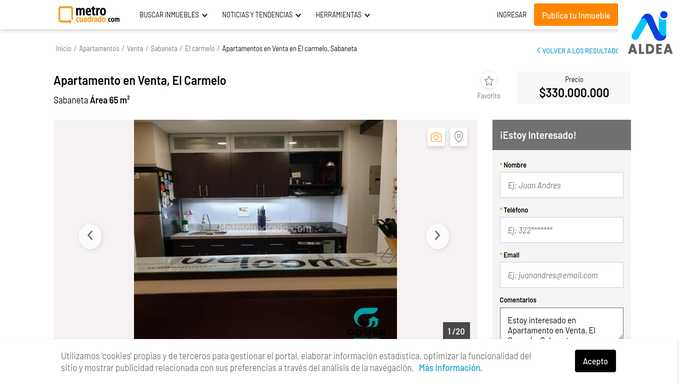 metro
cuadrado.com
BUSCAR INMUEBLES
NOTICIAS Y TENDENCIAS
HERRAMIENTAS
INGRESAR
Publica tu Inmueble
ALDEA
Inicio / Apartamentos / Venta / Sabaneta / El carmelo / Apartamentos en Venta en El carmelo, Sabaneta
VOLVER A LOS RESULTADO
Apartamento en Venta, El Carmelo
Sabaneta Área 65 m²
Favorito
Precio
$330.000.000
¡Estoy Interesado!
* Nombre
Ej: Juan Andres
* Teléfono
Ej: 322*******
* Email
Ej: juanandres@email.com
Comentarios
Estoy interesado en
Apartamento en Venta, El
metrocuadrado.com
welcome
1 / 20
Utilizamos 'cookies' propias y de terceros para gestionar el portal, elaborar información estadística, optimizar la funcionalidad del
sitio y mostrar publicidad relacionada con sus preferencias a través del análisis de la navegación. Más Información.
Acepto